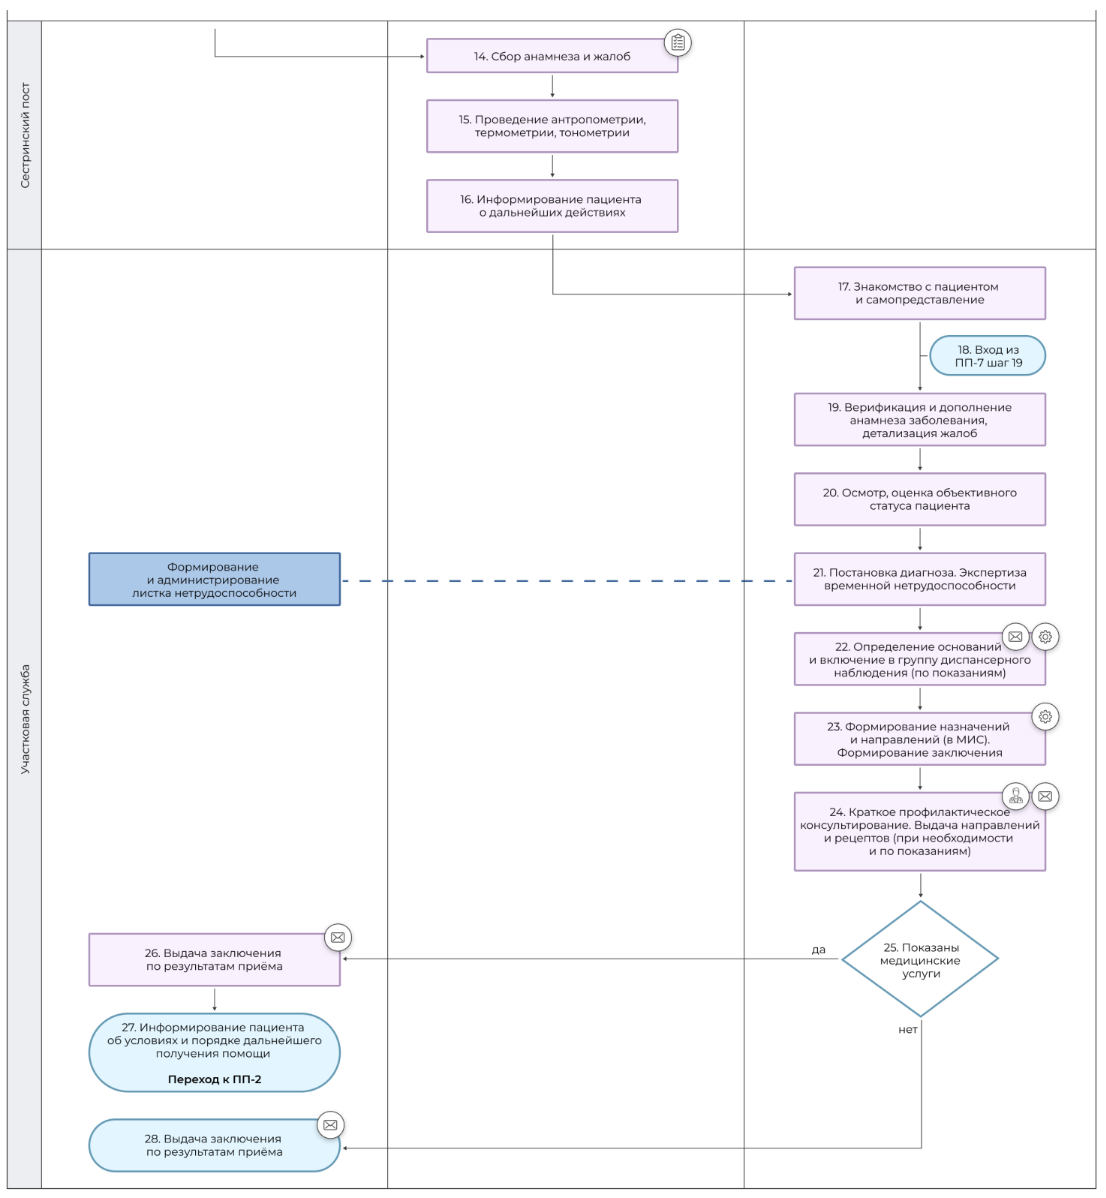 Сестринский пост
14. Сбор анамнеза и жалоб
15. Проведение антропометрии,
термометрии, тонометрии
16. Информирование пациента
о дальнейших действиях
Участковая служба
17. Знакомство с пациентом
и самопредставление
18. Вход из
ПП-7 шаг 19
19. Верификация и дополнение
анамнеза заболевания,
детализация жалоб
20. Осмотр, оценка объективного
статуса пациента
Формирование
и администрирование
листка нетрудоспособности
21. Постановка диагноза. Экспертиза
временной нетрудоспособности
22. Определение оснований
и включение в группу диспансерного
наблюдения (по показаниям)
23. Формирование назначений
и направлений (в МИС).
Формирование заключения
24. Краткое профилактическое
консультирование. Выдача направлений
и рецептов (при необходимости
и по показаниям)
25. Показаны
медицинские
услуги
да
нет
26. Выдача заключения
по результатам приёма
27. Информирование пациента
об условиях и порядке дальнейшего
получения помощи
Переход к ПП-2
28. Выдача заключения
по результатам приёма